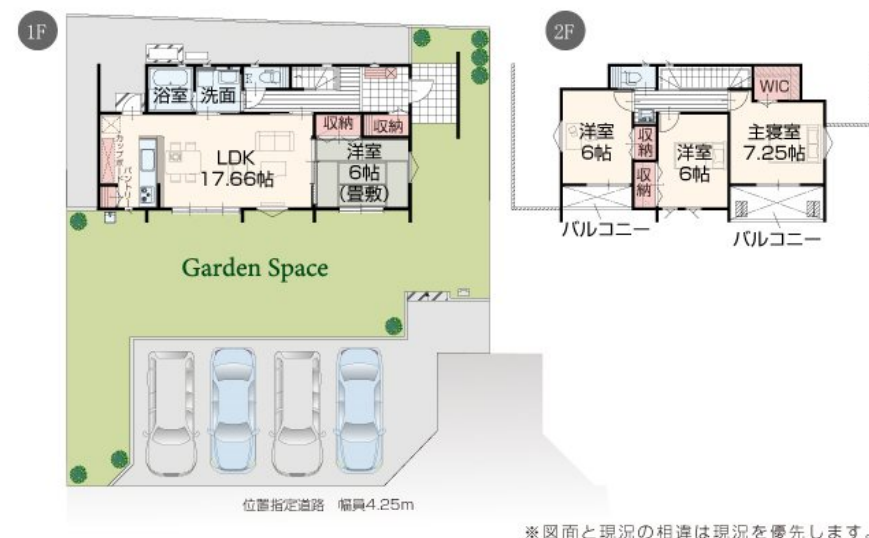 1F
浴室
洗面
収納
収納
カップボード
パントリー
LDK
17.66帖
洋室
6帖
(畳敷)
Garden Space
位置指定道路 幅員4.25m
2F
WIC
洋室
6帖
収納
収納
洋室
6帖
主寝室
7.25帖
バルコニー
バルコニー
※図面と現況の相違は現況を優先します。